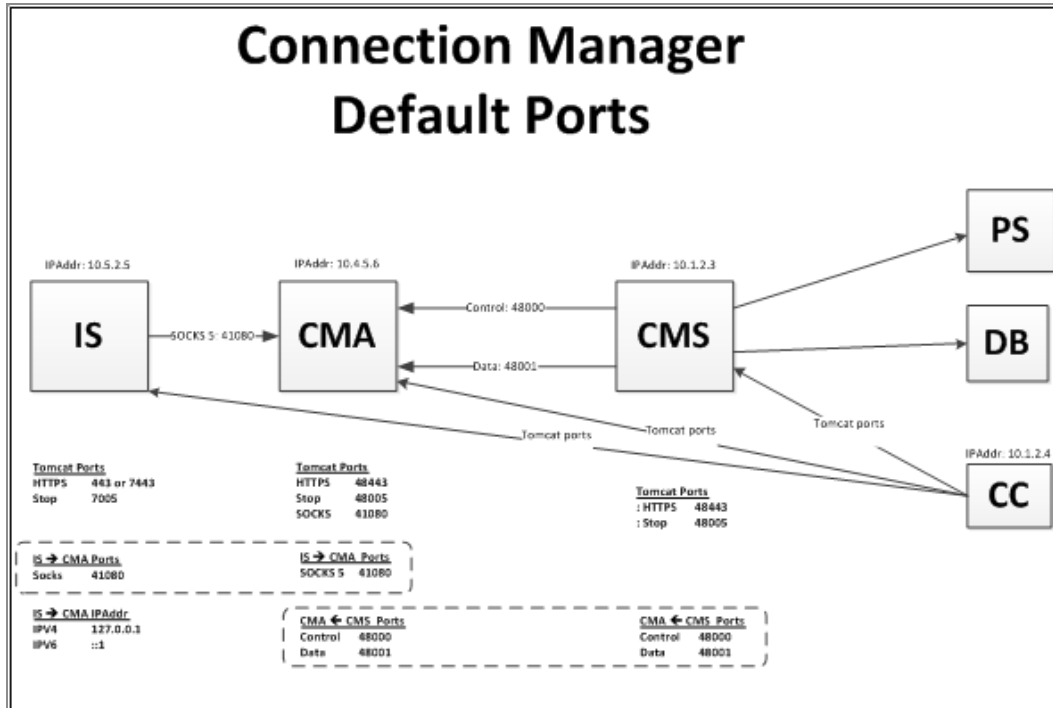 Connection Manager
Default Ports
PS
IPAddr: 10.5.2.5
IPAddr: 10.4.5.6
IPAddr: 10.1.2.3
IS
SOCKS 5: 41080
CMA
Control: 48000
Data: 48001
CMS
DB
Tomcat ports
Tomcat ports
Tomcat ports
IPAddr: 10.1.2.4
CC
Tomcat Ports
HTTPS 443 or 7443
Stop 7005
Tomcat Ports
HTTPS 48443
Stop 48005
SOCKS 41080
Tomcat Ports
: HTTPS 48443
: Stop 48005
IS → CMA Ports
Socks 41080
IS → CMA Ports
SOCKS 5 41080
IS → CMA IPAddr
IPV4 127.0.0.1
IPV6 ::1
CMA ← CMS Ports
Control 48000
Data 48001
CMA ← CMS Ports
Control 48000
Data 48001